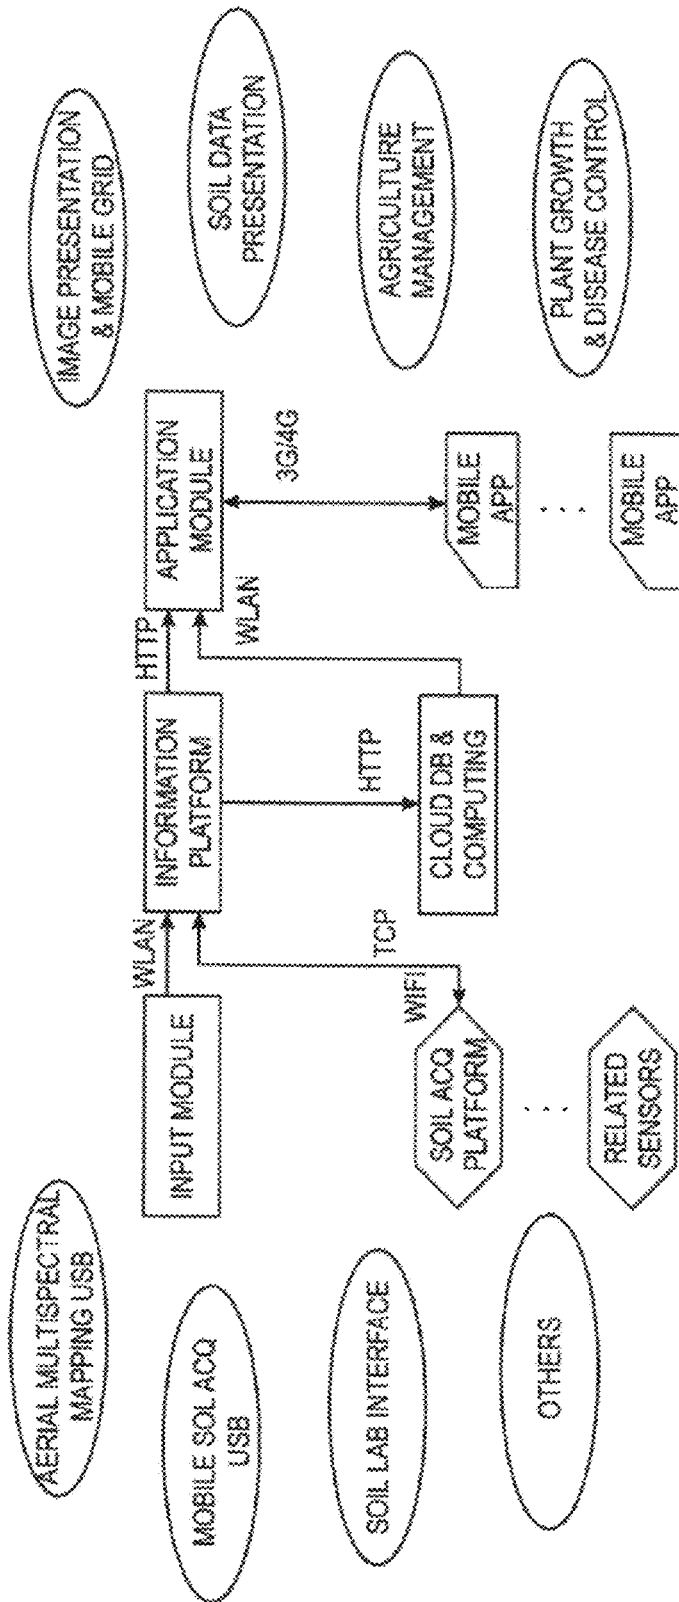 AERIAL MULTISPECTRAL
MAPPING USB
MOBILE SOL ACQ
USB
SOIL LAB INTERFACE
OTHERS
INPUT MODULE
WLAN
INFORMATION
PLATFORM
HTTP
APPLICATION
MODULE
WIFI
TCP
HTTP
WLAN
3G/4G
SOIL ACQ
PLATFORM
. . .
RELATED
SENSORS
CLOUD DB &
COMPUTING
MOBILE
APP
. . .
MOBILE
APP
IMAGE PRESENTATION
& MOBILE GRID
SOIL DATA
PRESENTATION
AGRICULTURE
MANAGEMENT
PLANT GROWTH
& DISEASE CONTROL